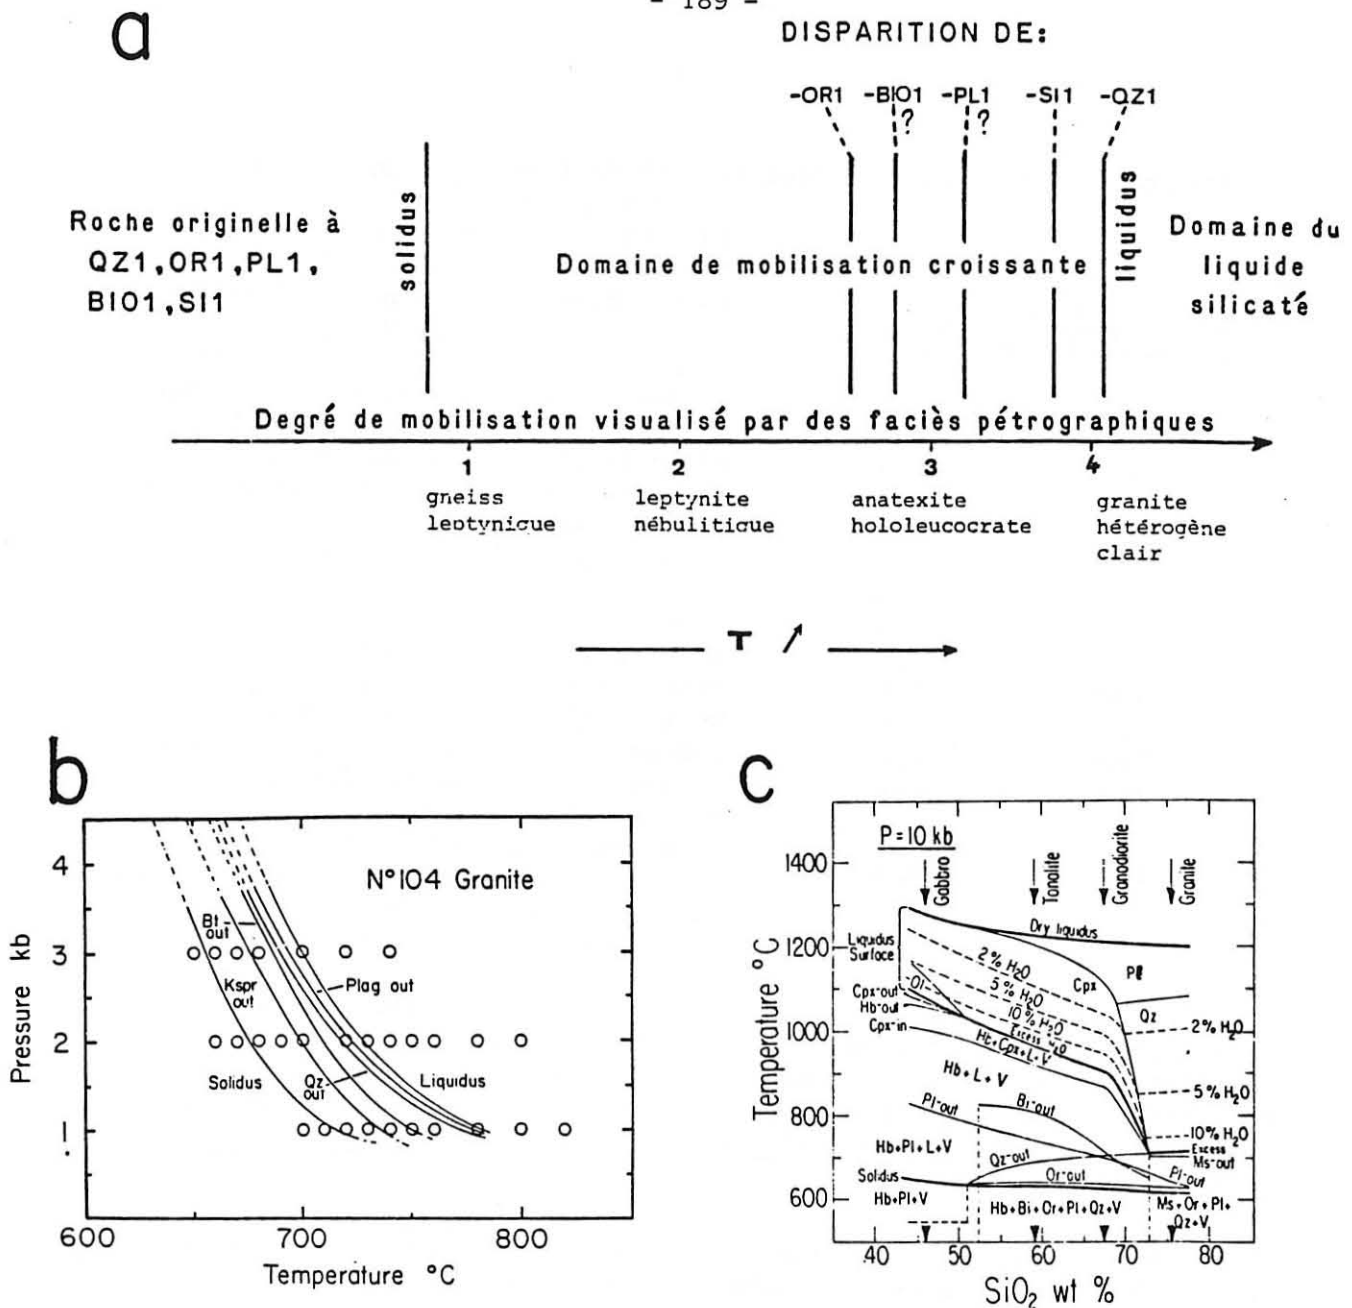 - 189 -
a
DISPARITION DE:
-OR1 -BIO1 -PL1 -SI1 -QZ1
? ?
solidus
liquidus
Roche originelle à
QZ1,OR1,PL1,
BIO1,SI1
Domaine de mobilisation croissante
Domaine du
liquide
silicaté
Degré de mobilisation visualisé par des faciès pétrographiques
1 2 3 4
gneiss
leptynique
leptynite
nébulitique
anatexite
hololeucocrate
granite
hétérogène
clair
T
b
N°104 Granite
4
3
2
1
Pressure kb
Bt
out
Kspr
out
Plag out
Solidus
Qz
out
Liquidus
600 700 800
Temperature °C
c
P=10 kb
Gabbro
Tonalite
Granodiorite
Granite
1400
1200
1000
800
600
Temperature °C
Dry liquidus
Liquidus
Surface
2% H₂O
5% H₂O
10% H₂O
Excess H₂O
Cpx
Qz
Ol
Cpx-out
Hb-out
Cpx-in
Hb+Cpx+L+V
Hb+L+V
2% H₂O
5% H₂O
10% H₂O
Excess
Ms-out
Pl-out
Bi-out
Pl-out
Hb+Pl+L+V
Qz-out
Or-out
Solidus
Hb+Pl+V
Hb+Bi+Or+Pl+Qz+V
Ms+Or+Pl+
Qz+V
40 50 60 70 80
SiO₂ wt %